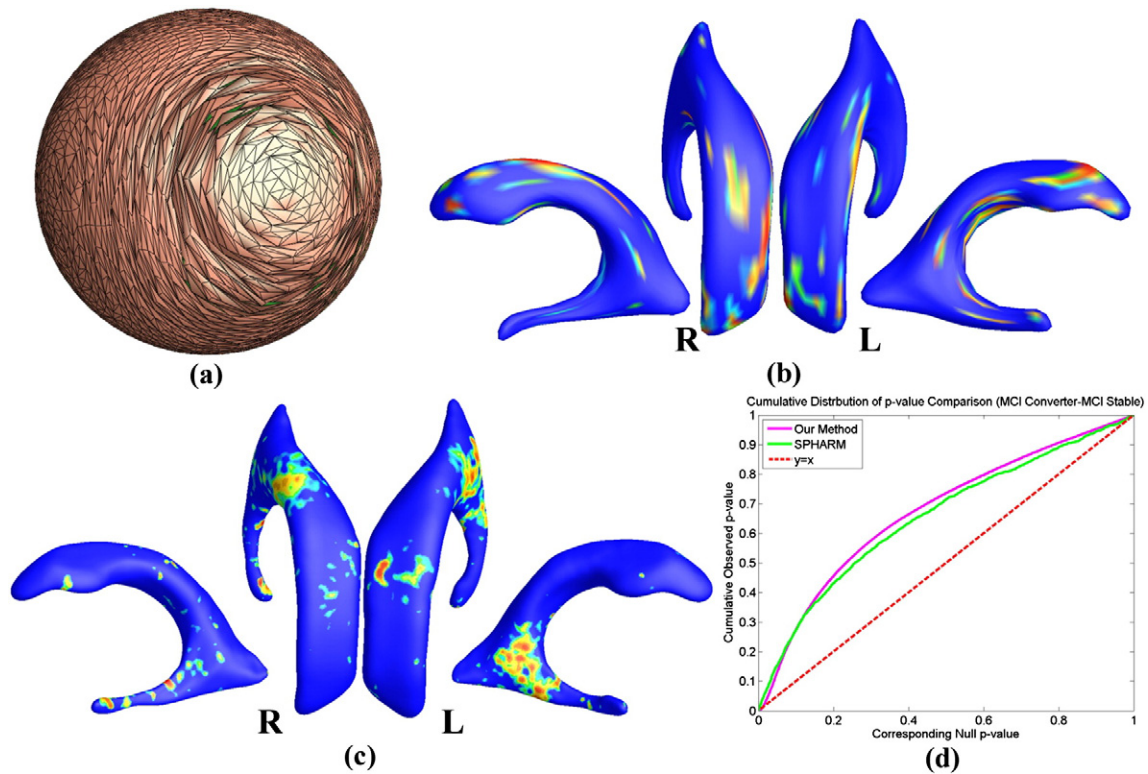 (a)
R
L
(b)
R
L
(c)
Cumulative Distrbution of p-value Comparison (MCI Converter-MCI Stable)
Our Method
SPHARM
y=x
Cumulative Observed p-value
1
0.9
0.8
0.7
0.6
0.5
0.4
0.3
0.2
0.1
0
0
0.2
0.4
0.6
0.8
1
Corresponding Null p-value
(d)